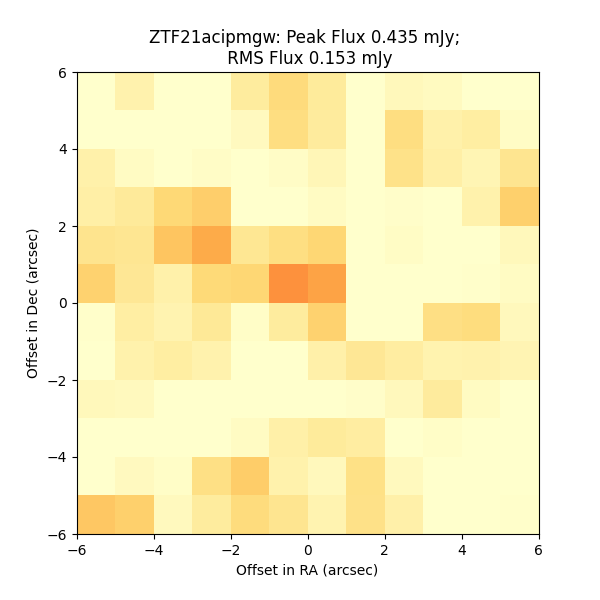 ZTF21acipmgw: Peak Flux 0.435 mJy;
RMS Flux 0.153 mJy
6
4
2
0
−2
−4
−6
Offset in Dec (arcsec)
−6 −4 −2 0 2 4 6
Offset in RA (arcsec)